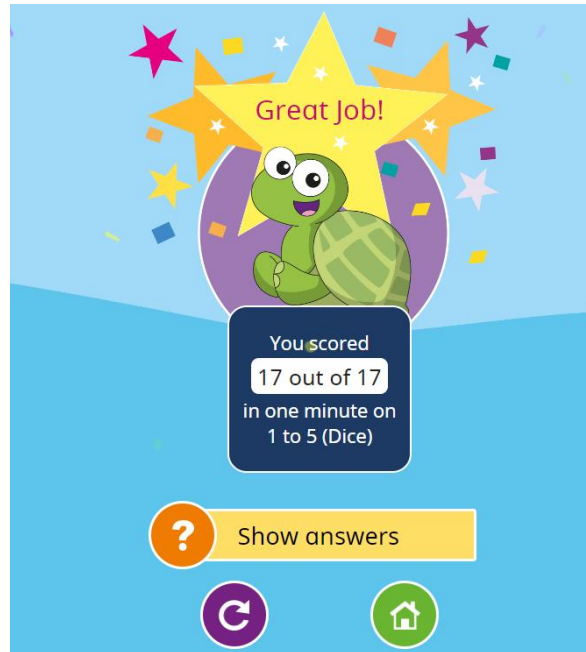 Great Job!
You scored
17 out of 17
in one minute on
1 to 5 (Dice)
?
Show answers